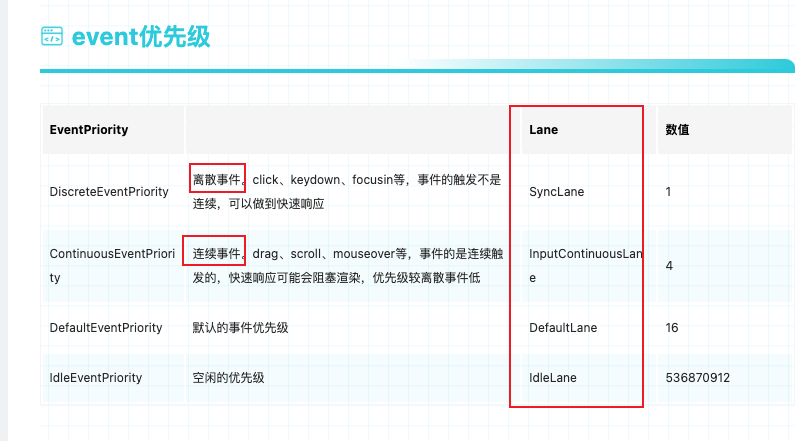 event优先级
EventPriority Lane 数值
DiscreteEventPriority 离散事件。click、keydown、focusin等，事件的触发不是 SyncLane 1
连续，可以做到快速响应
ContinuousEventPriori 连续事件。drag、scroll、mouseover等，事件的是连续触 InputContinuousLan 4
ty 发的，快速响应可能会阻塞渲染，优先级较离散事件低 e
DefaultEventPriority 默认的事件优先级 DefaultLane 16
IdleEventPriority 空闲的优先级 IdleLane 536870912